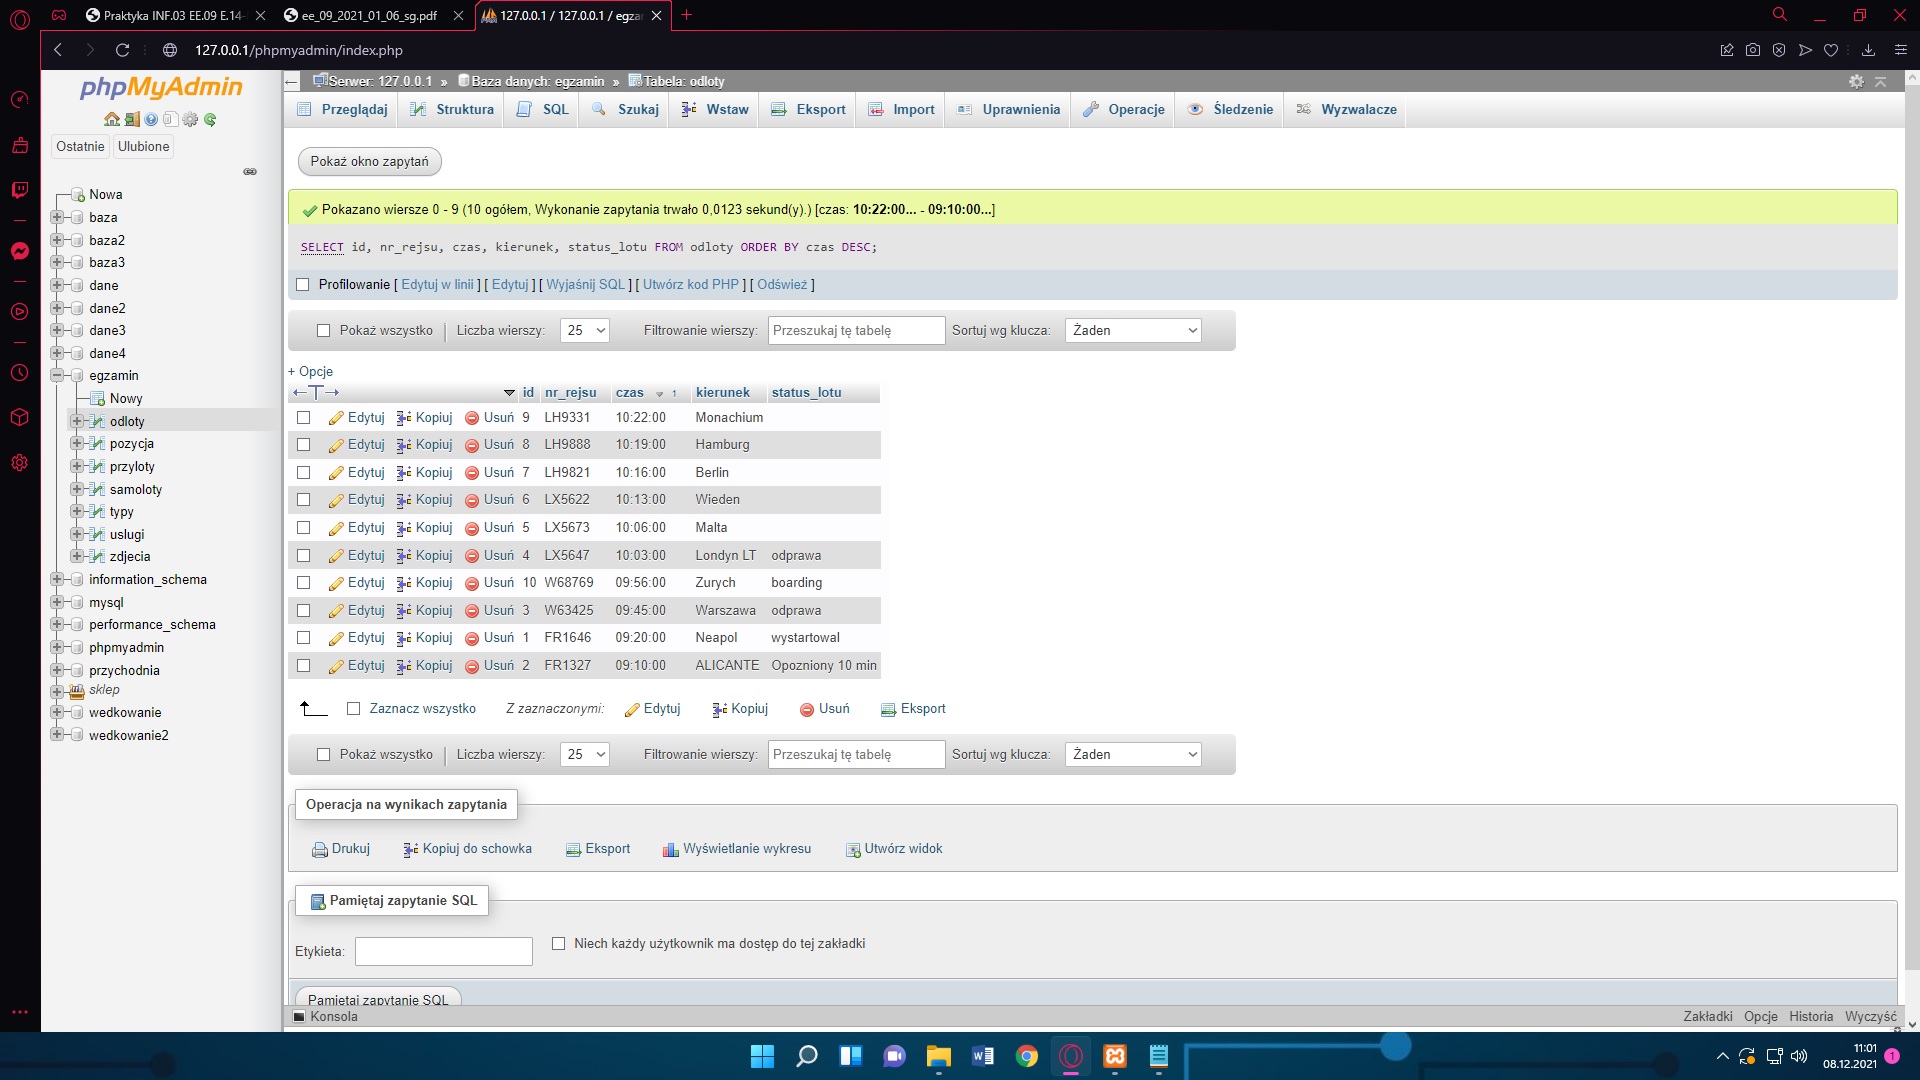 Praktyka INF.03 EE.09 E.14-
ee_09_2021_01_06_sg.pdf
127.0.0.1 / 127.0.0.1 / egza
127.0.0.1/phpmyadmin/index.php
phpMyAdmin
Ostatnie Ulubione
Nowa
baza
baza2
baza3
dane
dane2
dane3
dane4
egzamin
Nowy
odloty
pozycja
przyloty
samoloty
typy
uslugi
zdjecia
information_schema
mysql
performance_schema
phpmyadmin
przychodnia
sklep
wedkowanie
wedkowanie2
Serwer: 127.0.0.1 » Baza danych: egzamin » Tabela: odloty
Przeglądaj Struktura SQL Szukaj Wstaw Eksport Import Uprawnienia Operacje Śledzenie Wyzwalacze
Pokaż okno zapytań
Pokazano wiersze 0 - 9 (10 ogółem, Wykonanie zapytania trwało 0,0123 sekund(y).) [czas: 10:22:00... - 09:10:00...]
SELECT id, nr_rejsu, czas, kierunek, status_lotu FROM odloty ORDER BY czas DESC;
Profilowanie [ Edytuj w linii ] [ Edytuj ] [ Wyjaśnij SQL ] [ Utwórz kod PHP ] [ Odśwież ]
Pokaż wszystko Liczba wierszy: 25 Filtrowanie wierszy: Przeszukaj tę tabelę Sortuj wg klucza: Żaden
+ Opcje
id nr_rejsu czas 1 kierunek status_lotu
Edytuj Kopiuj Usuń 9 LH9331 10:22:00 Monachium
Edytuj Kopiuj Usuń 8 LH9888 10:19:00 Hamburg
Edytuj Kopiuj Usuń 7 LH9821 10:16:00 Berlin
Edytuj Kopiuj Usuń 6 LX5622 10:13:00 Wieden
Edytuj Kopiuj Usuń 5 LX5673 10:06:00 Malta
Edytuj Kopiuj Usuń 4 LX5647 10:03:00 Londyn LT odprawa
Edytuj Kopiuj Usuń 10 W68769 09:56:00 Zurych boarding
Edytuj Kopiuj Usuń 3 W63425 09:45:00 Warszawa odprawa
Edytuj Kopiuj Usuń 1 FR1646 09:20:00 Neapol wystartowal
Edytuj Kopiuj Usuń 2 FR1327 09:10:00 ALICANTE Opozniony 10 min
Zaznacz wszystko Z zaznaczonymi: Edytuj Kopiuj Usuń Eksport
Pokaż wszystko Liczba wierszy: 25 Filtrowanie wierszy: Przeszukaj tę tabelę Sortuj wg klucza: Żaden
Operacja na wynikach zapytania
Drukuj Kopiuj do schowka Eksport Wyświetlanie wykresu Utwórz widok
Pamiętaj zapytanie SQL
Etykieta: Niech każdy użytkownik ma dostęp do tej zakładki
Pamiętaj zapytanie SQL
Konsola Zakładki Opcje Historia Wyczyść
11:01
08.12.2021
1